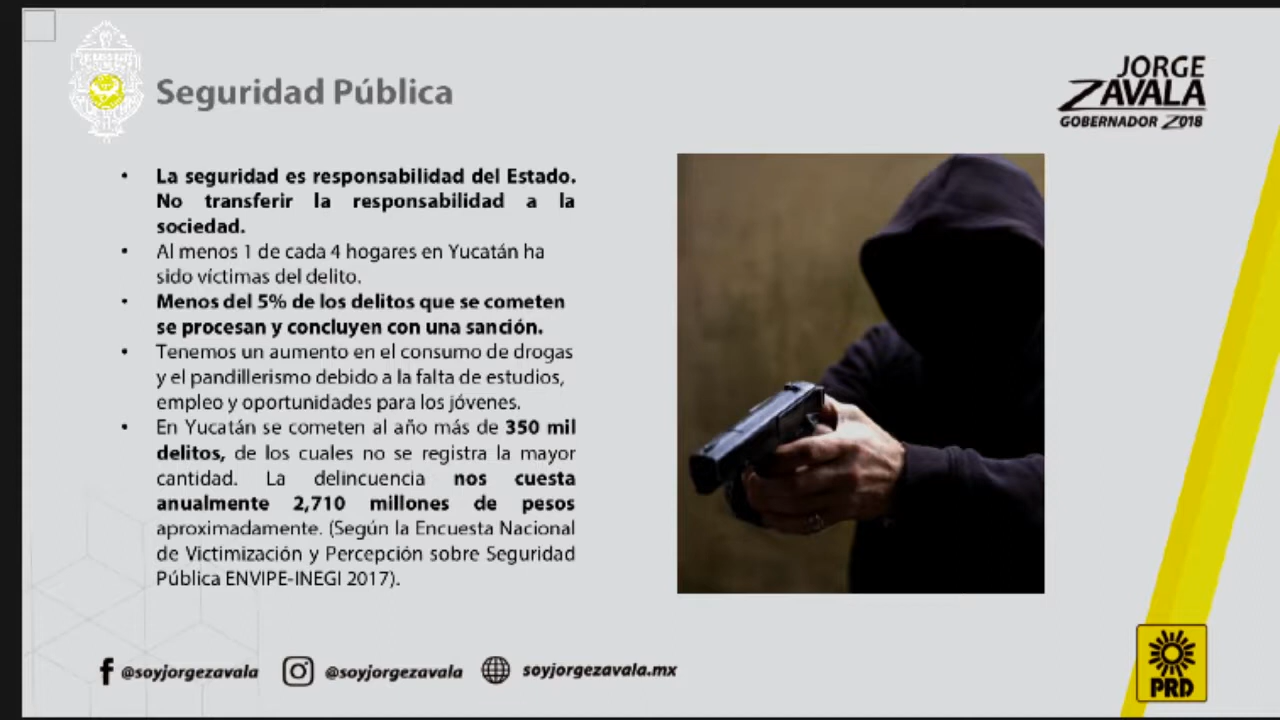 Seguridad Pública
JORGE
ZAVALA
GOBERNADOR 2018
• La seguridad es responsabilidad del Estado.
No transferir la responsabilidad a la
sociedad.
• Al menos 1 de cada 4 hogares en Yucatán ha
sido víctimas del delito.
• Menos del 5% de los delitos que se cometen
se procesan y concluyen con una sanción.
• Tenemos un aumento en el consumo de drogas
y el pandillerismo debido a la falta de estudios,
empleo y oportunidades para los jóvenes.
• En Yucatán se cometen al año más de 350 mil
delitos, de los cuales no se registra la mayor
cantidad. La delincuencia nos cuesta
anualmente 2,710 millones de pesos
aproximadamente. (Según la Encuesta Nacional
de Victimización y Percepción sobre Seguridad
Pública ENVIPE-INEGI 2017).
@soyjorgezavala @soyjorgezavala soyjorgezavala.mx
PRD